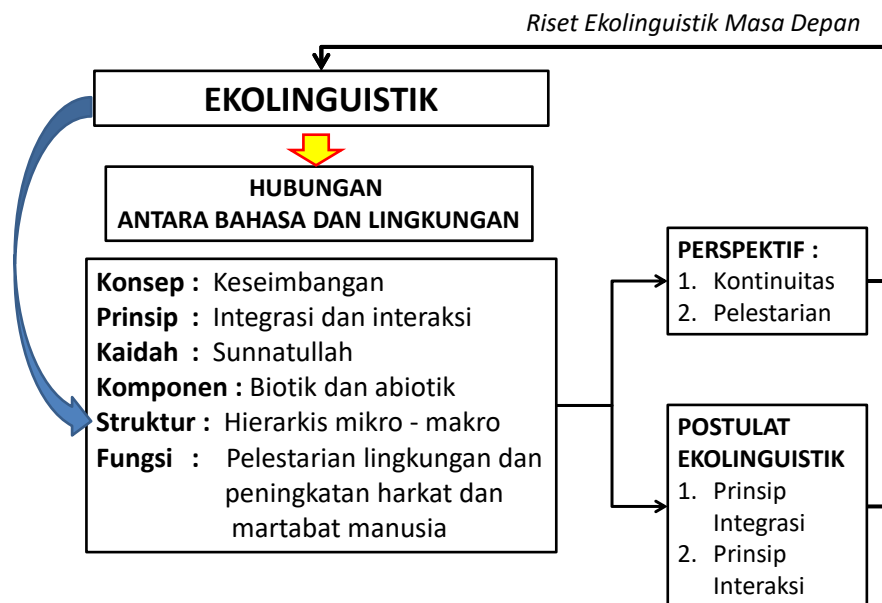 Riset Ekolinguistik Masa Depan
EKOLINGUISTIK
HUBUNGAN
ANTARA BAHASA DAN LINGKUNGAN
Konsep : Keseimbangan
Prinsip : Integrasi dan interaksi
Kaidah : Sunnatullah
Komponen : Biotik dan abiotik
Struktur : Hierarkis mikro - makro
Fungsi : Pelestarian lingkungan dan
peningkatan harkat dan
martabat manusia
PERSPEKTIF :
1. Kontinuitas
2. Pelestarian
POSTULAT
EKOLINGUISTIK
1. Prinsip
Integrasi
2. Prinsip
Interaksi